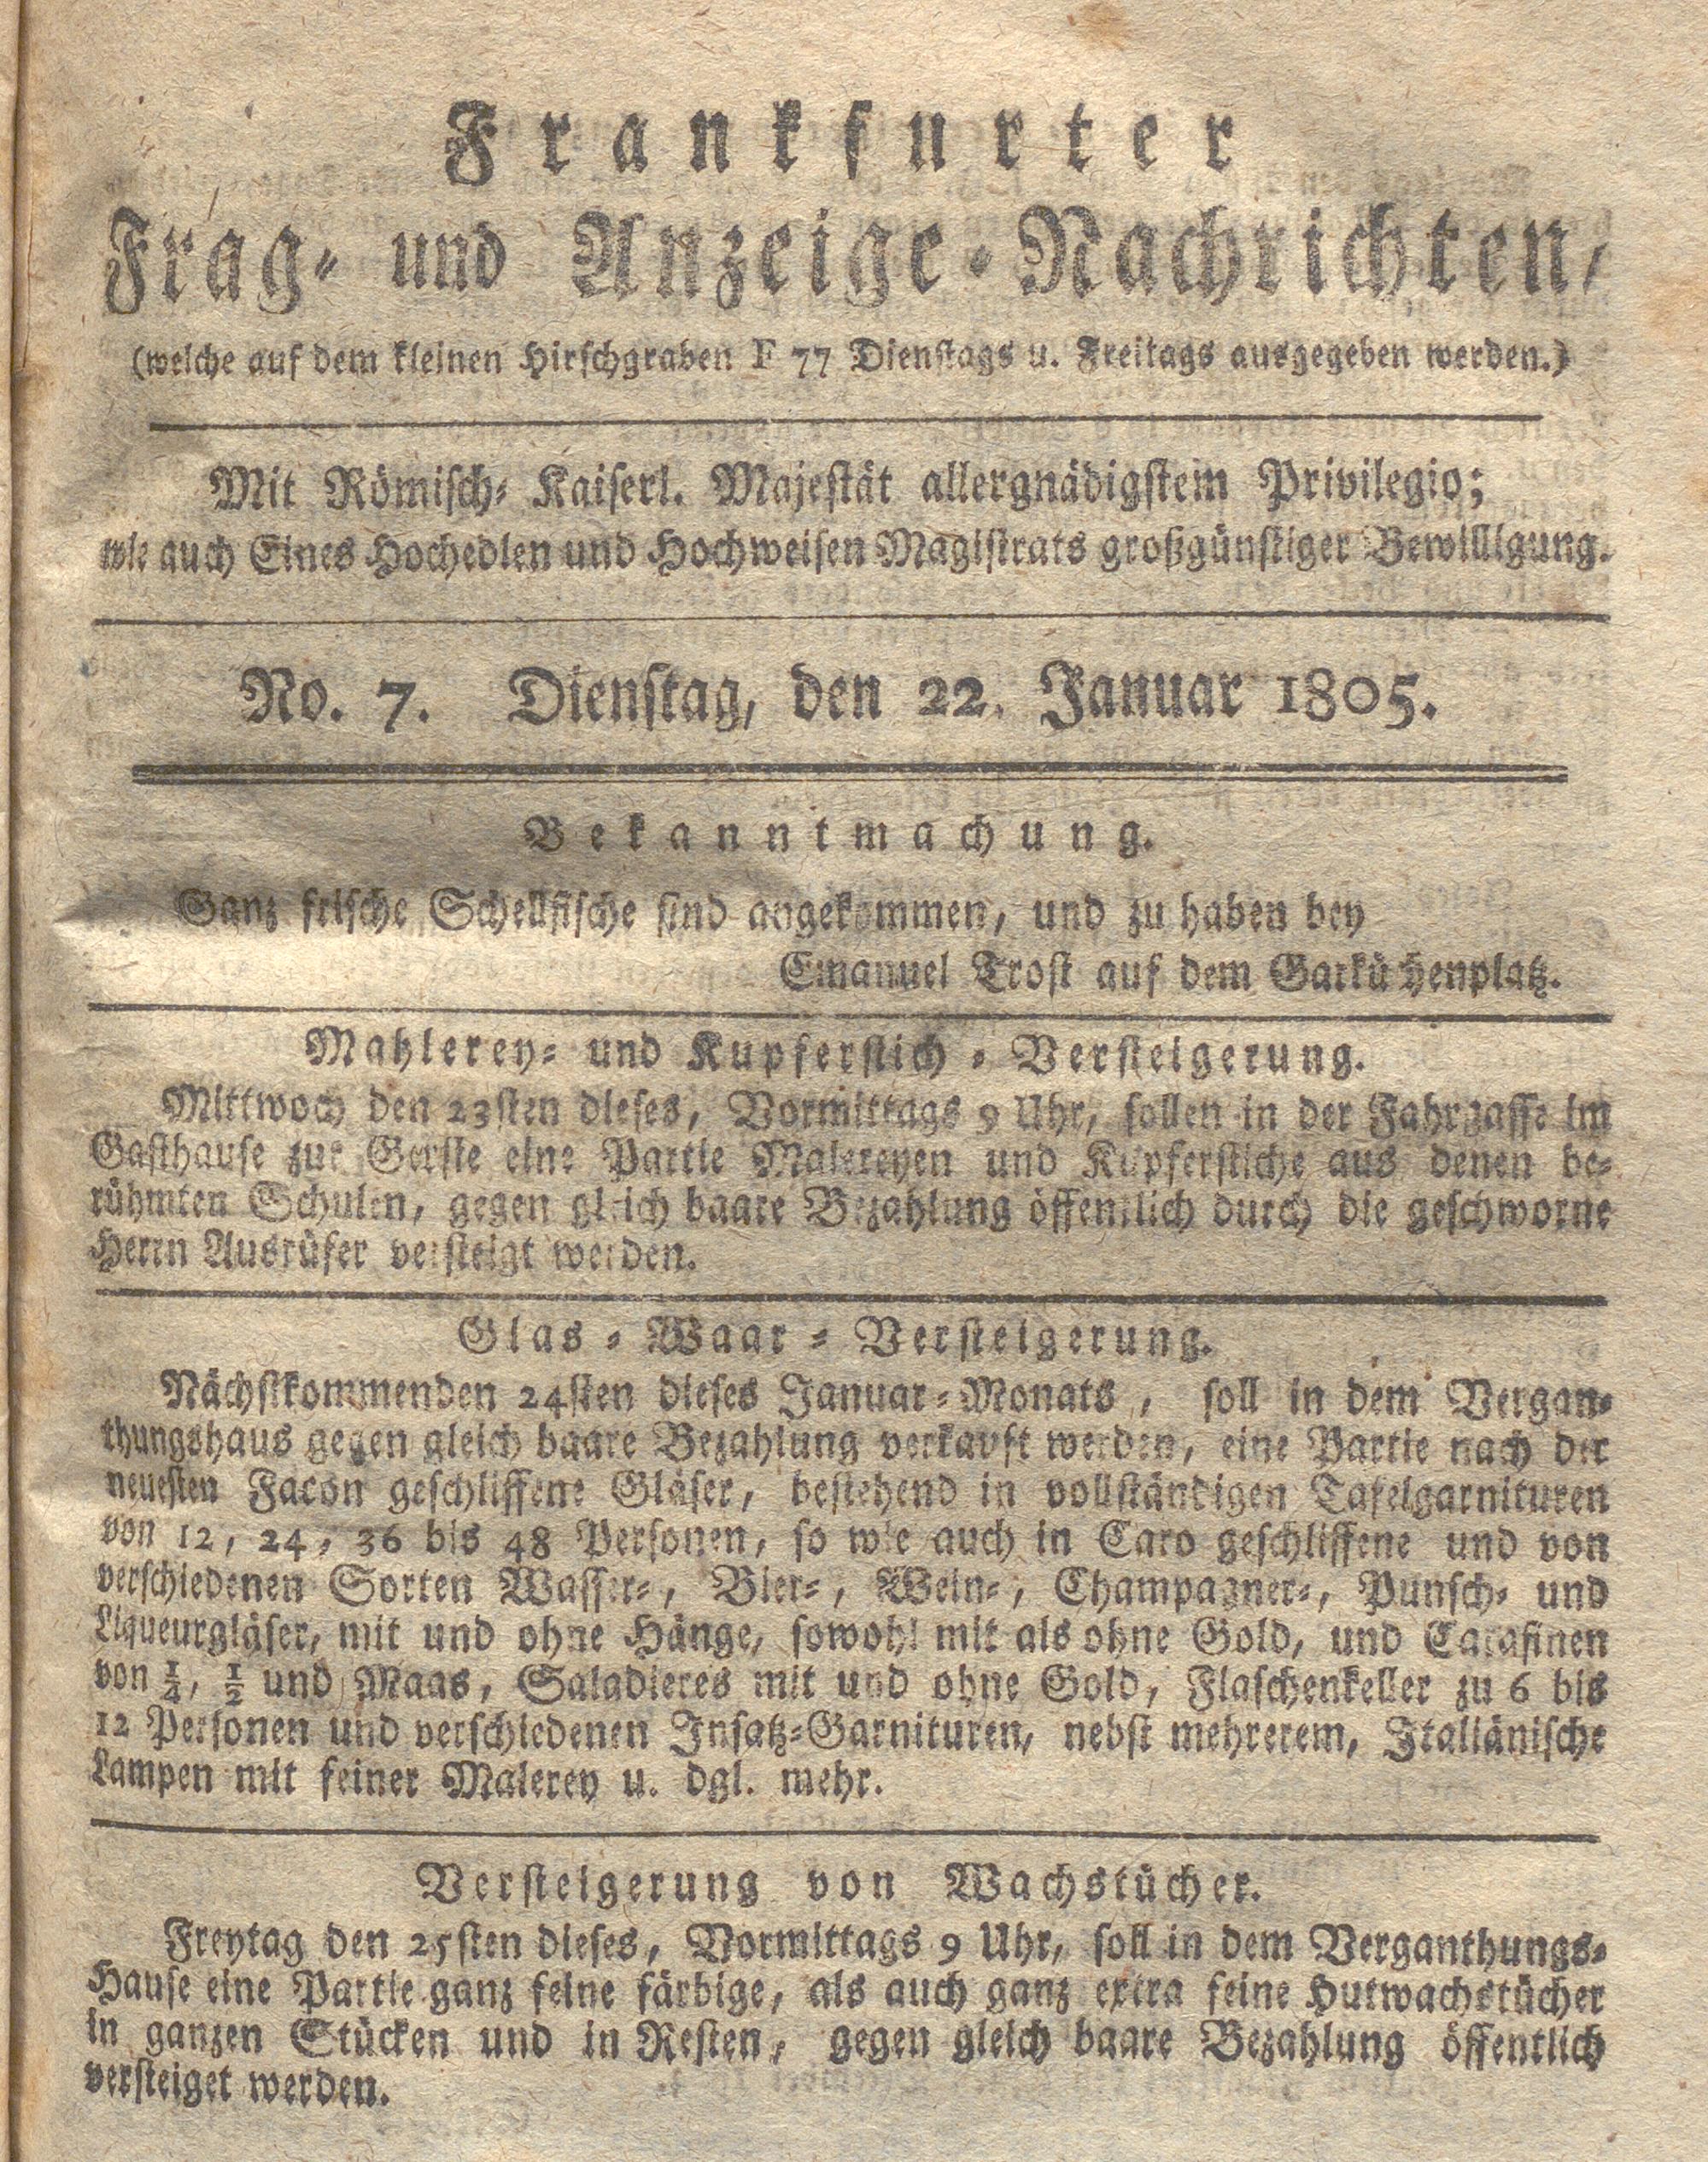 Frankfurter
Frag- und Anzeige-Nachrichten,
(welche auf dem kleinen Hirschgraben F 77 Dienstags u. Freitags ausgegeben werden.)
Mit Römisch-Kaiserl. Majestät allergnädigstem Privilegio;
wie auch Eines Hochedlen und Hochweisen Magistrats großgünstiger Bewilligung.
No. 7. Dienstag, den 22. Januar 1805.
Bekanntmachung.
Ganz frische Schellfische sind angekommen, und zu haben bey
Emanuel Trost auf dem Garküchenplatz.
Mahlerey- und Kupferstich-Versteigerung.
Mittwoch den 23sten dieses, Vormittags 9 Uhr, sollen in der Fahrgasse im
Gasthause zur Gerste eine Partie Malereyen und Kupferstiche aus denen be-
rühmten Schulen, gegen gleich baare Bezahlung öffentlich durch die geschworne
Herrn Ausrüfer versteigt werden.
Glas-Waar-Versteigerung.
Nächstkommenden 24sten dieses Januar-Monats, soll in dem Vergan-
thungshaus gegen gleich baare Bezahlung verkauft werden, eine Partie nach der
neuesten Facon geschliffene Gläser, bestehend in vollständigen Tafelgarnituren
von 12, 24, 36 bis 48 Personen, so wie auch in Caro geschliffene und von
verschiedenen Sorten Wasser-, Bier-, Wein-, Champagner-, Punsch- und
Liqueurgläser, mit und ohne Hänge, sowohl mit als ohne Gold, und Carafinen
von ¼, ½ und Maas, Saladieres mit und ohne Gold, Flaschenkeller zu 6 bis
12 Personen und verschiedenen Insatz-Garnituren, nebst mehrerem, Italiänische
Lampen mit feiner Malerey u. dgl. mehr.
Versteigerung von Wachstücher.
Freytag den 25sten dieses, Vormittags 9 Uhr, soll in dem Verganthungs-
Hause eine Partie ganz feine färbige, als auch ganz extra feine Hutwachstücher
in ganzen Stücken und in Resten, gegen gleich baare Bezahlung öffentlich
versteiget werden.